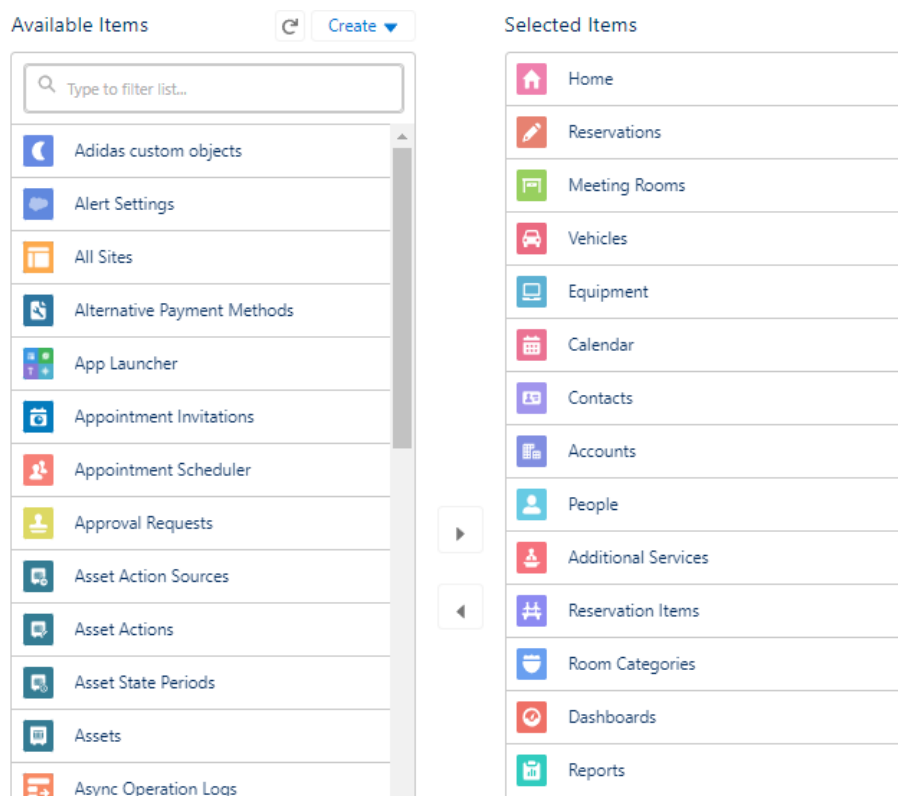 Available Items
Create
Type to filter list...
Adidas custom objects
Alert Settings
All Sites
Alternative Payment Methods
App Launcher
Appointment Invitations
Appointment Scheduler
Approval Requests
Asset Action Sources
Asset Actions
Asset State Periods
Assets
Async Operation Logs
Selected Items
Home
Reservations
Meeting Rooms
Vehicles
Equipment
Calendar
Contacts
Accounts
People
Additional Services
Reservation Items
Room Categories
Dashboards
Reports